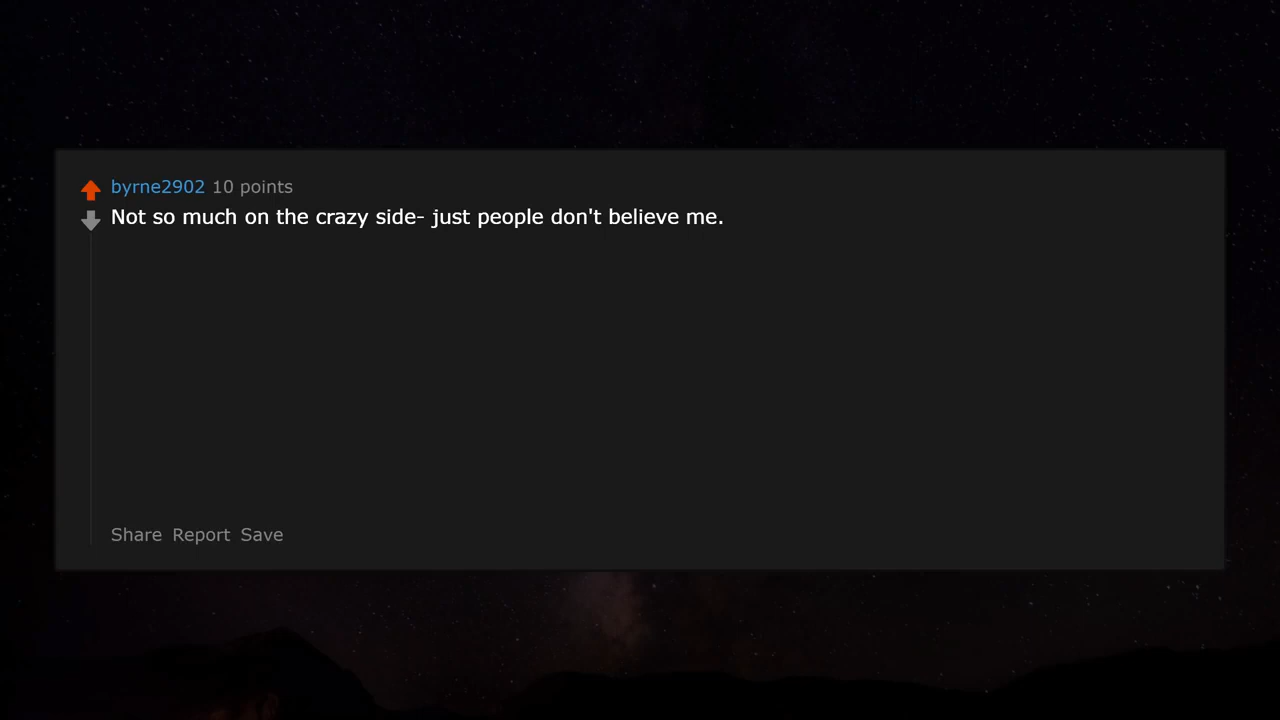 byrne2902 10 points
Not so much on the crazy side- just people don't believe me.
Share Report Save